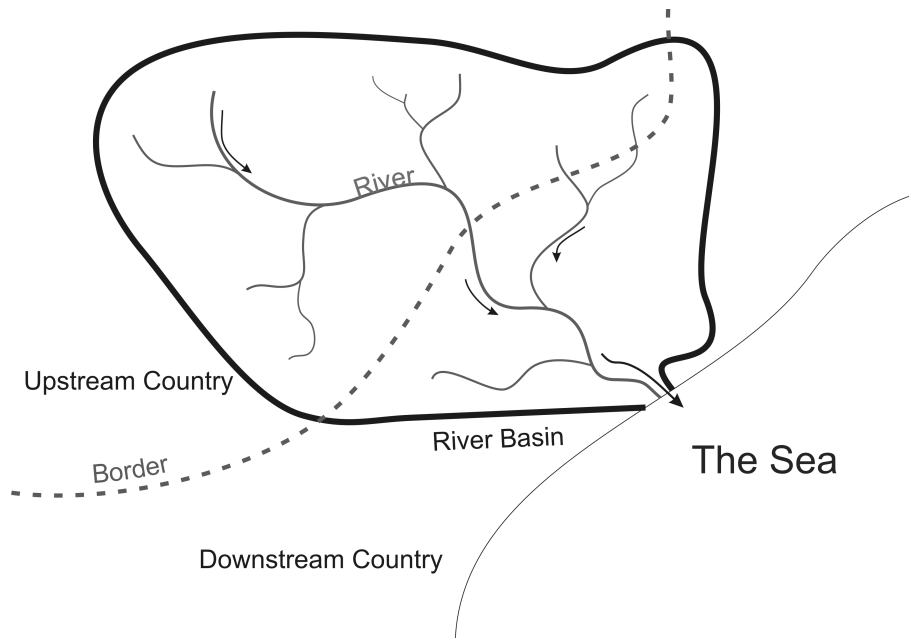 River
Upstream Country
River Basin
Border
The Sea
Downstream Country